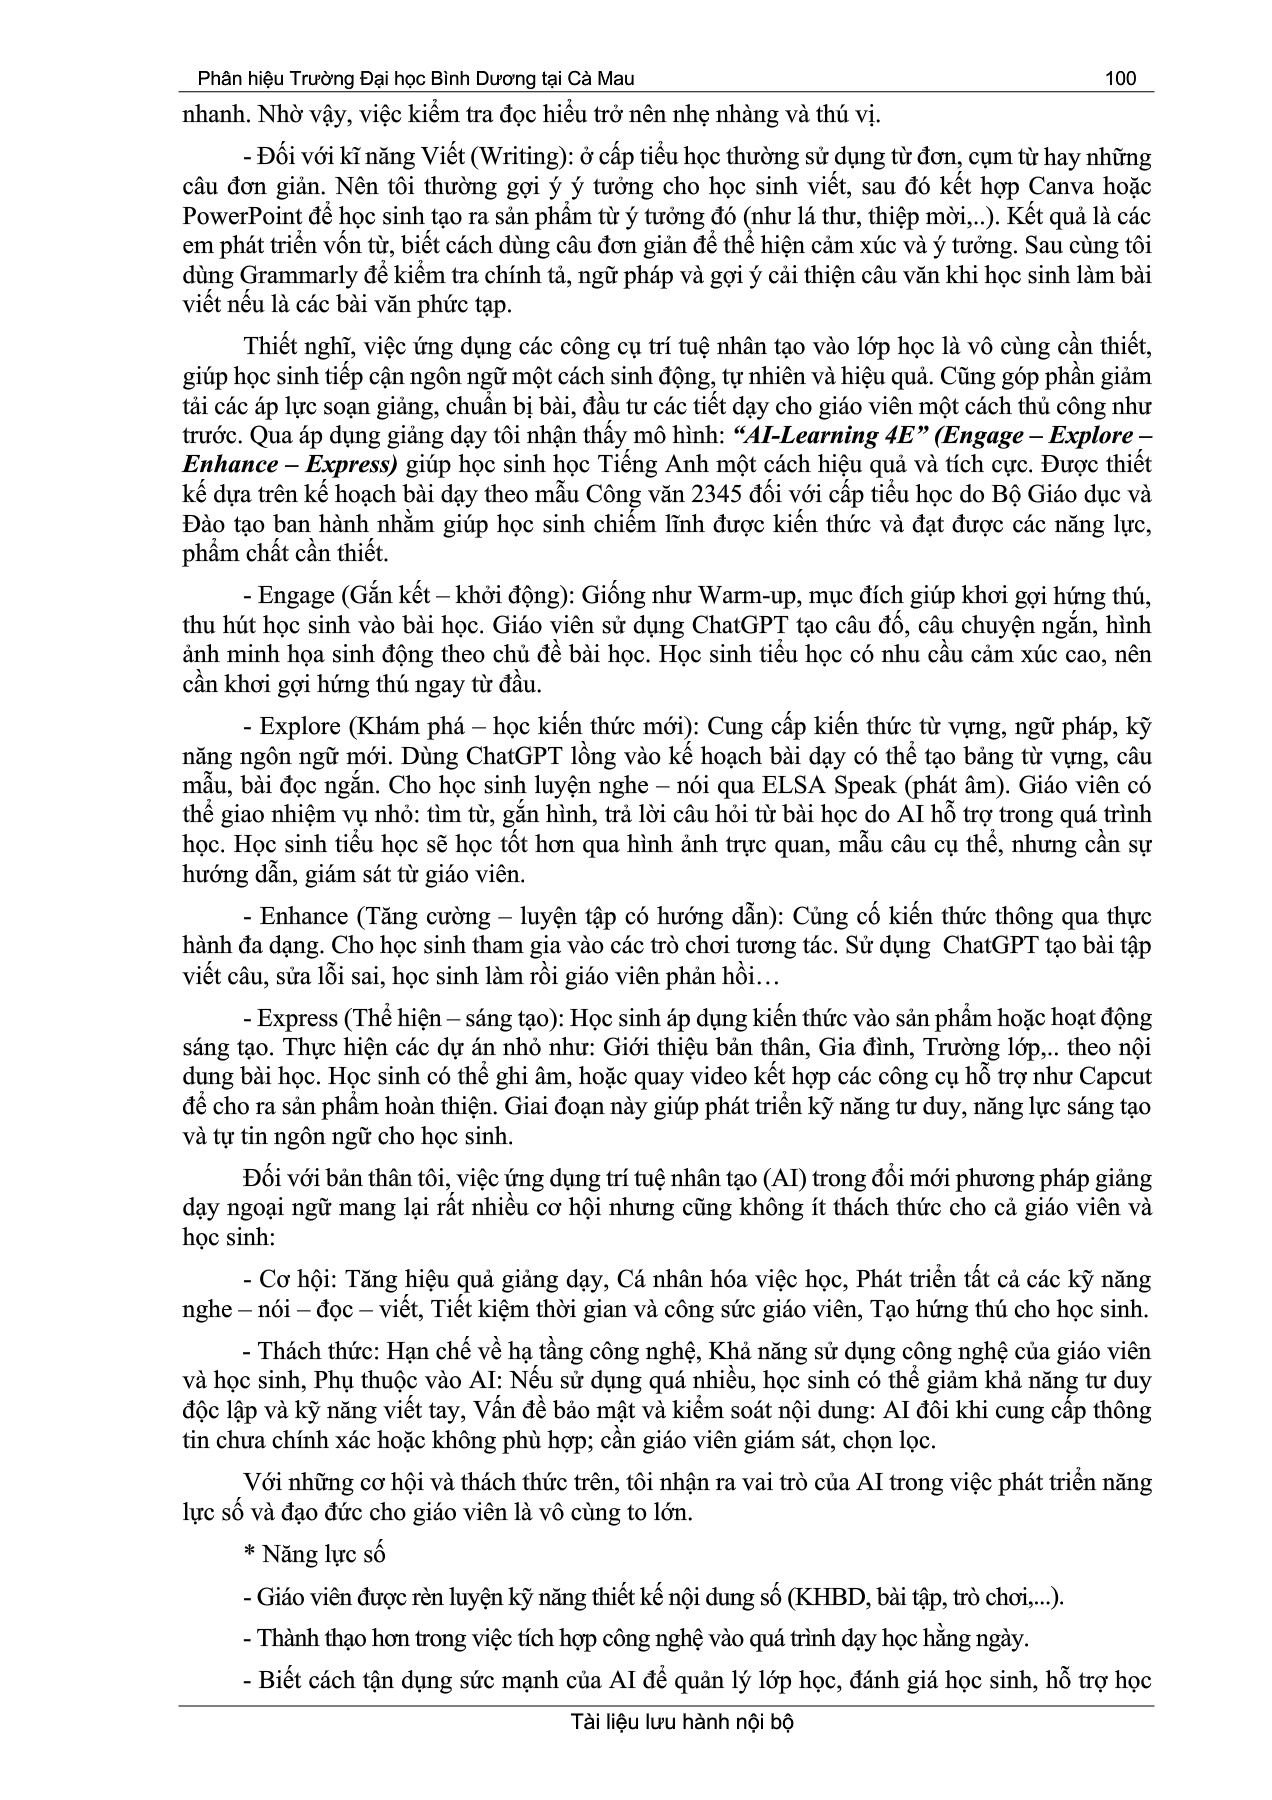 Phân hiệu Trường Đại học Bình Dương tại Cà Mau 100
nhanh. Nhờ vậy, việc kiểm tra đọc hiểu trở nên nhẹ nhàng và thú vị.
- Đối với kĩ năng Viết (Writing): ở cấp tiểu học thường sử dụng từ đơn, cụm từ hay những
câu đơn giản. Nên tôi thường gợi ý ý tưởng cho học sinh viết, sau đó kết hợp Canva hoặc
PowerPoint để học sinh tạo ra sản phẩm từ ý tưởng đó (như lá thư, thiệp mời,..). Kết quả là các
em phát triển vốn từ, biết cách dùng câu đơn giản để thể hiện cảm xúc và ý tưởng. Sau cùng tôi
dùng Grammarly để kiểm tra chính tả, ngữ pháp và gợi ý cải thiện câu văn khi học sinh làm bài
viết nếu là các bài văn phức tạp.
Thiết nghĩ, việc ứng dụng các công cụ trí tuệ nhân tạo vào lớp học là vô cùng cần thiết,
giúp học sinh tiếp cận ngôn ngữ một cách sinh động, tự nhiên và hiệu quả. Cũng góp phần giảm
tải các áp lực soạn giảng, chuẩn bị bài, đầu tư các tiết dạy cho giáo viên một cách thủ công như
trước. Qua áp dụng giảng dạy tôi nhận thấy mô hình: “AI-Learning 4E” (Engage – Explore –
Enhance – Express) giúp học sinh học Tiếng Anh một cách hiệu quả và tích cực. Được thiết
kế dựa trên kế hoạch bài dạy theo mẫu Công văn 2345 đối với cấp tiểu học do Bộ Giáo dục và
Đào tạo ban hành nhằm giúp học sinh chiếm lĩnh được kiến thức và đạt được các năng lực,
phẩm chất cần thiết.
- Engage (Gắn kết – khởi động): Giống như Warm-up, mục đích giúp khơi gợi hứng thú,
thu hút học sinh vào bài học. Giáo viên sử dụng ChatGPT tạo câu đố, câu chuyện ngắn, hình
ảnh minh họa sinh động theo chủ đề bài học. Học sinh tiểu học có nhu cầu cảm xúc cao, nên
cần khơi gợi hứng thú ngay từ đầu.
- Explore (Khám phá – học kiến thức mới): Cung cấp kiến thức từ vựng, ngữ pháp, kỹ
năng ngôn ngữ mới. Dùng ChatGPT lồng vào kế hoạch bài dạy có thể tạo bảng từ vựng, câu
mẫu, bài đọc ngắn. Cho học sinh luyện nghe – nói qua ELSA Speak (phát âm). Giáo viên có
thể giao nhiệm vụ nhỏ: tìm từ, gắn hình, trả lời câu hỏi từ bài học do AI hỗ trợ trong quá trình
học. Học sinh tiểu học sẽ học tốt hơn qua hình ảnh trực quan, mẫu câu cụ thể, nhưng cần sự
hướng dẫn, giám sát từ giáo viên.
- Enhance (Tăng cường – luyện tập có hướng dẫn): Củng cố kiến thức thông qua thực
hành đa dạng. Cho học sinh tham gia vào các trò chơi tương tác. Sử dụng  ChatGPT tạo bài tập
viết câu, sửa lỗi sai, học sinh làm rồi giáo viên phản hồi…
- Express (Thể hiện – sáng tạo): Học sinh áp dụng kiến thức vào sản phẩm hoặc hoạt động
sáng tạo. Thực hiện các dự án nhỏ như: Giới thiệu bản thân, Gia đình, Trường lớp,.. theo nội
dung bài học. Học sinh có thể ghi âm, hoặc quay video kết hợp các công cụ hỗ trợ như Capcut
để cho ra sản phẩm hoàn thiện. Giai đoạn này giúp phát triển kỹ năng tư duy, năng lực sáng tạo
và tự tin ngôn ngữ cho học sinh.
Đối với bản thân tôi, việc ứng dụng trí tuệ nhân tạo (AI) trong đổi mới phương pháp giảng
dạy ngoại ngữ mang lại rất nhiều cơ hội nhưng cũng không ít thách thức cho cả giáo viên và
học sinh:
- Cơ hội: Tăng hiệu quả giảng dạy, Cá nhân hóa việc học, Phát triển tất cả các kỹ năng
nghe – nói – đọc – viết, Tiết kiệm thời gian và công sức giáo viên, Tạo hứng thú cho học sinh.
- Thách thức: Hạn chế về hạ tầng công nghệ, Khả năng sử dụng công nghệ của giáo viên
và học sinh, Phụ thuộc vào AI: Nếu sử dụng quá nhiều, học sinh có thể giảm khả năng tư duy
độc lập và kỹ năng viết tay, Vấn đề bảo mật và kiểm soát nội dung: AI đôi khi cung cấp thông
tin chưa chính xác hoặc không phù hợp; cần giáo viên giám sát, chọn lọc.
Với những cơ hội và thách thức trên, tôi nhận ra vai trò của AI trong việc phát triển năng
lực số và đạo đức cho giáo viên là vô cùng to lớn.
* Năng lực số
- Giáo viên được rèn luyện kỹ năng thiết kế nội dung số (KHBD, bài tập, trò chơi,...).
- Thành thạo hơn trong việc tích hợp công nghệ vào quá trình dạy học hằng ngày.
- Biết cách tận dụng sức mạnh của AI để quản lý lớp học, đánh giá học sinh, hỗ trợ học
Tài liệu lưu hành nội bộ